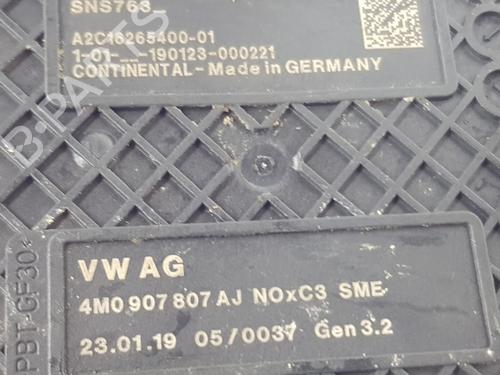 SNS763_
A2C16265400-01
1-01-__-190123-000221
CONTINENTAL - Made in GERMANY
VW AG
4M0 907 807 AJ NOxC3 SME
23.01.19 05/0037 Gen 3.2
>PBT-GF30<
B-PARTS